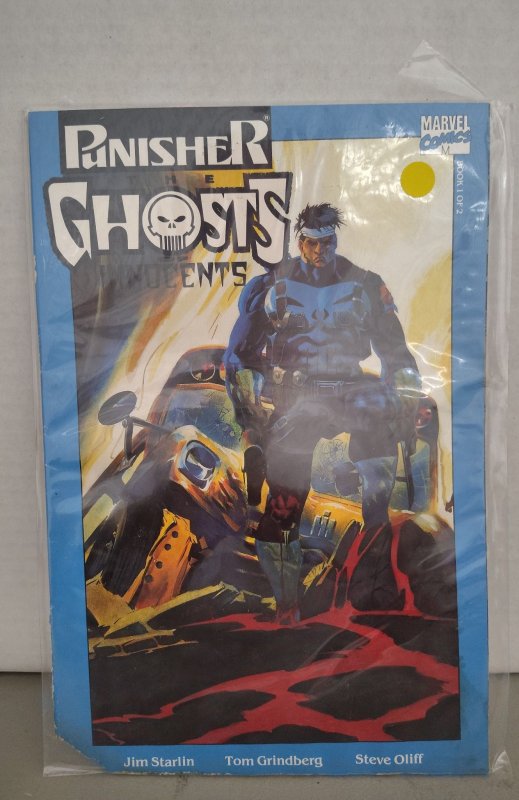 PUNISHER®
THE
GHOSTS
OF
INNOCENTS
MARVEL
COMICS
M
BOOK 1 OF 2
Jim Starlin Tom Grindberg Steve Oliff